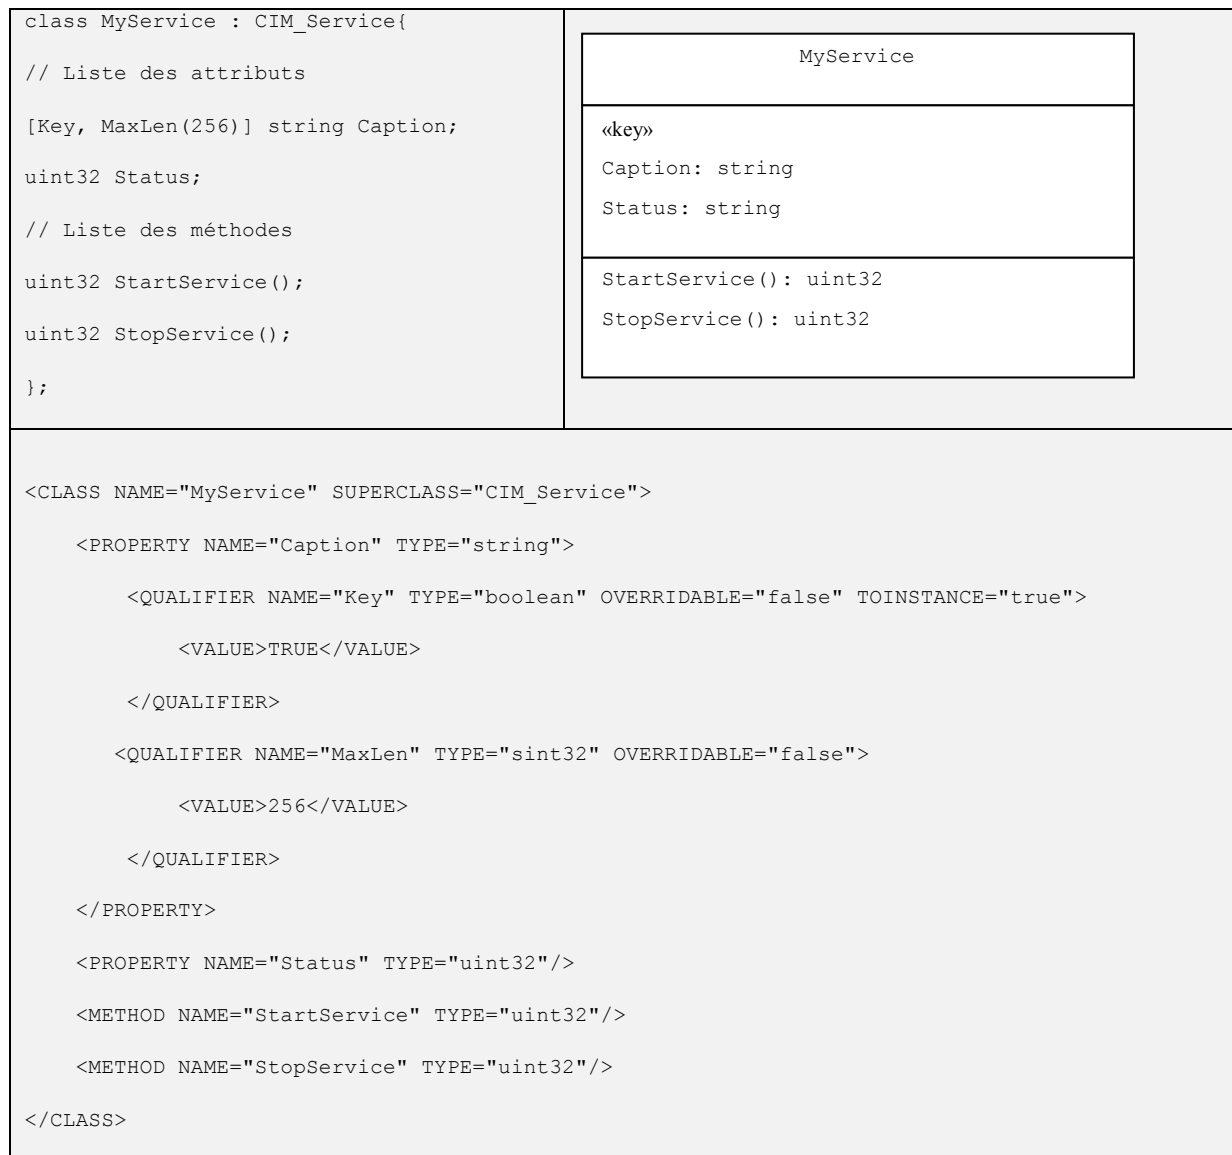 class MyService : CIM_Service{
// Liste des attributs
[Key, MaxLen(256)] string Caption;
uint32 Status;
// Liste des méthodes
uint32 StartService();
uint32 StopService();
};
MyService
«key»
Caption: string
Status: string
StartService(): uint32
StopService(): uint32
<CLASS NAME="MyService" SUPERCLASS="CIM_Service">
<PROPERTY NAME="Caption" TYPE="string">
<QUALIFIER NAME="Key" TYPE="boolean" OVERRIDABLE="false" TOINSTANCE="true">
<VALUE>TRUE</VALUE>
</QUALIFIER>
<QUALIFIER NAME="MaxLen" TYPE="sint32" OVERRIDABLE="false">
<VALUE>256</VALUE>
</QUALIFIER>
</PROPERTY>
<PROPERTY NAME="Status" TYPE="uint32"/>
<METHOD NAME="StartService" TYPE="uint32"/>
<METHOD NAME="StopService" TYPE="uint32"/>
</CLASS>